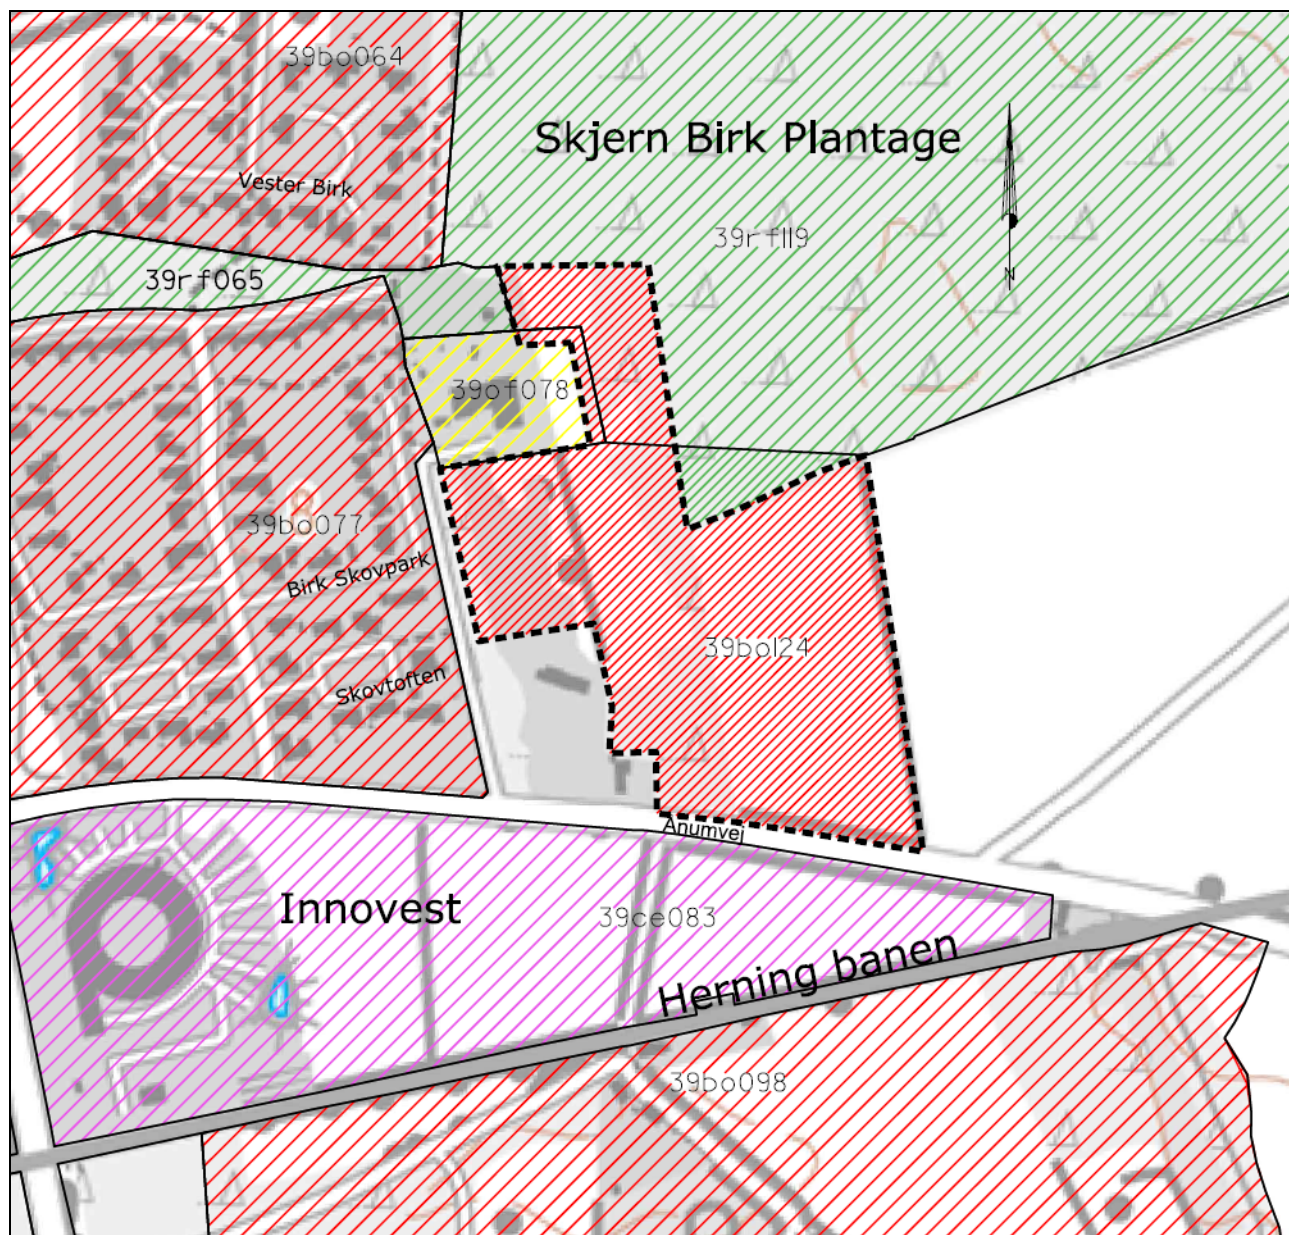 39bo064
Skjern Birk Plantage
Vester Birk
39rf119
39rf065
N
39of078
39bo077
Birk Skovpark
39bo124
Skovtoften
Anumvej
Innovest
39ce083
Herning banen
39bo098